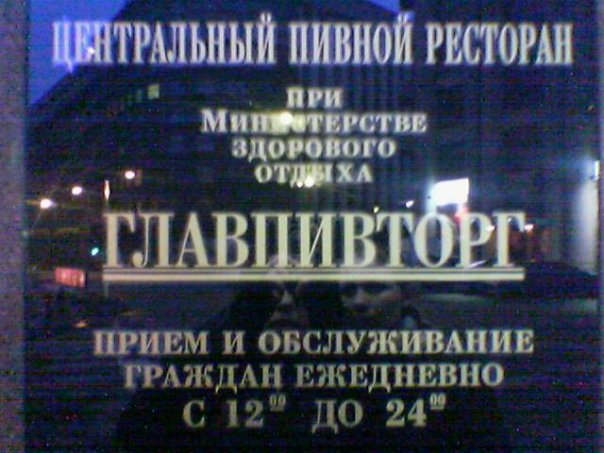 ЦЕНТРАЛЬНЫЙ ПИВНОЙ РЕСТОРАН
ПРИ
МИНИСТЕРСТВЕ
ЗДОРОВОГО
ОТДЫХА
ГЛАВПИВТОРГ
ПРИЕМ И ОБСЛУЖИВАНИЕ
ГРАЖДАН ЕЖЕДНЕВНО
С 12⁰⁰ ДО 24⁰⁰